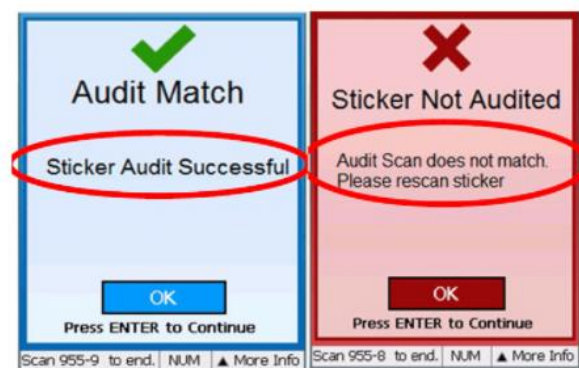 Audit Match
Sticker Audit Successful
OK
Press ENTER to Continue
Scan 955-9 to end. NUM ▲ More Info
Sticker Not Audited
Audit Scan does not match.
Please rescan sticker
OK
Press ENTER to Continue
Scan 955-8 to end. NUM ▲ More Info